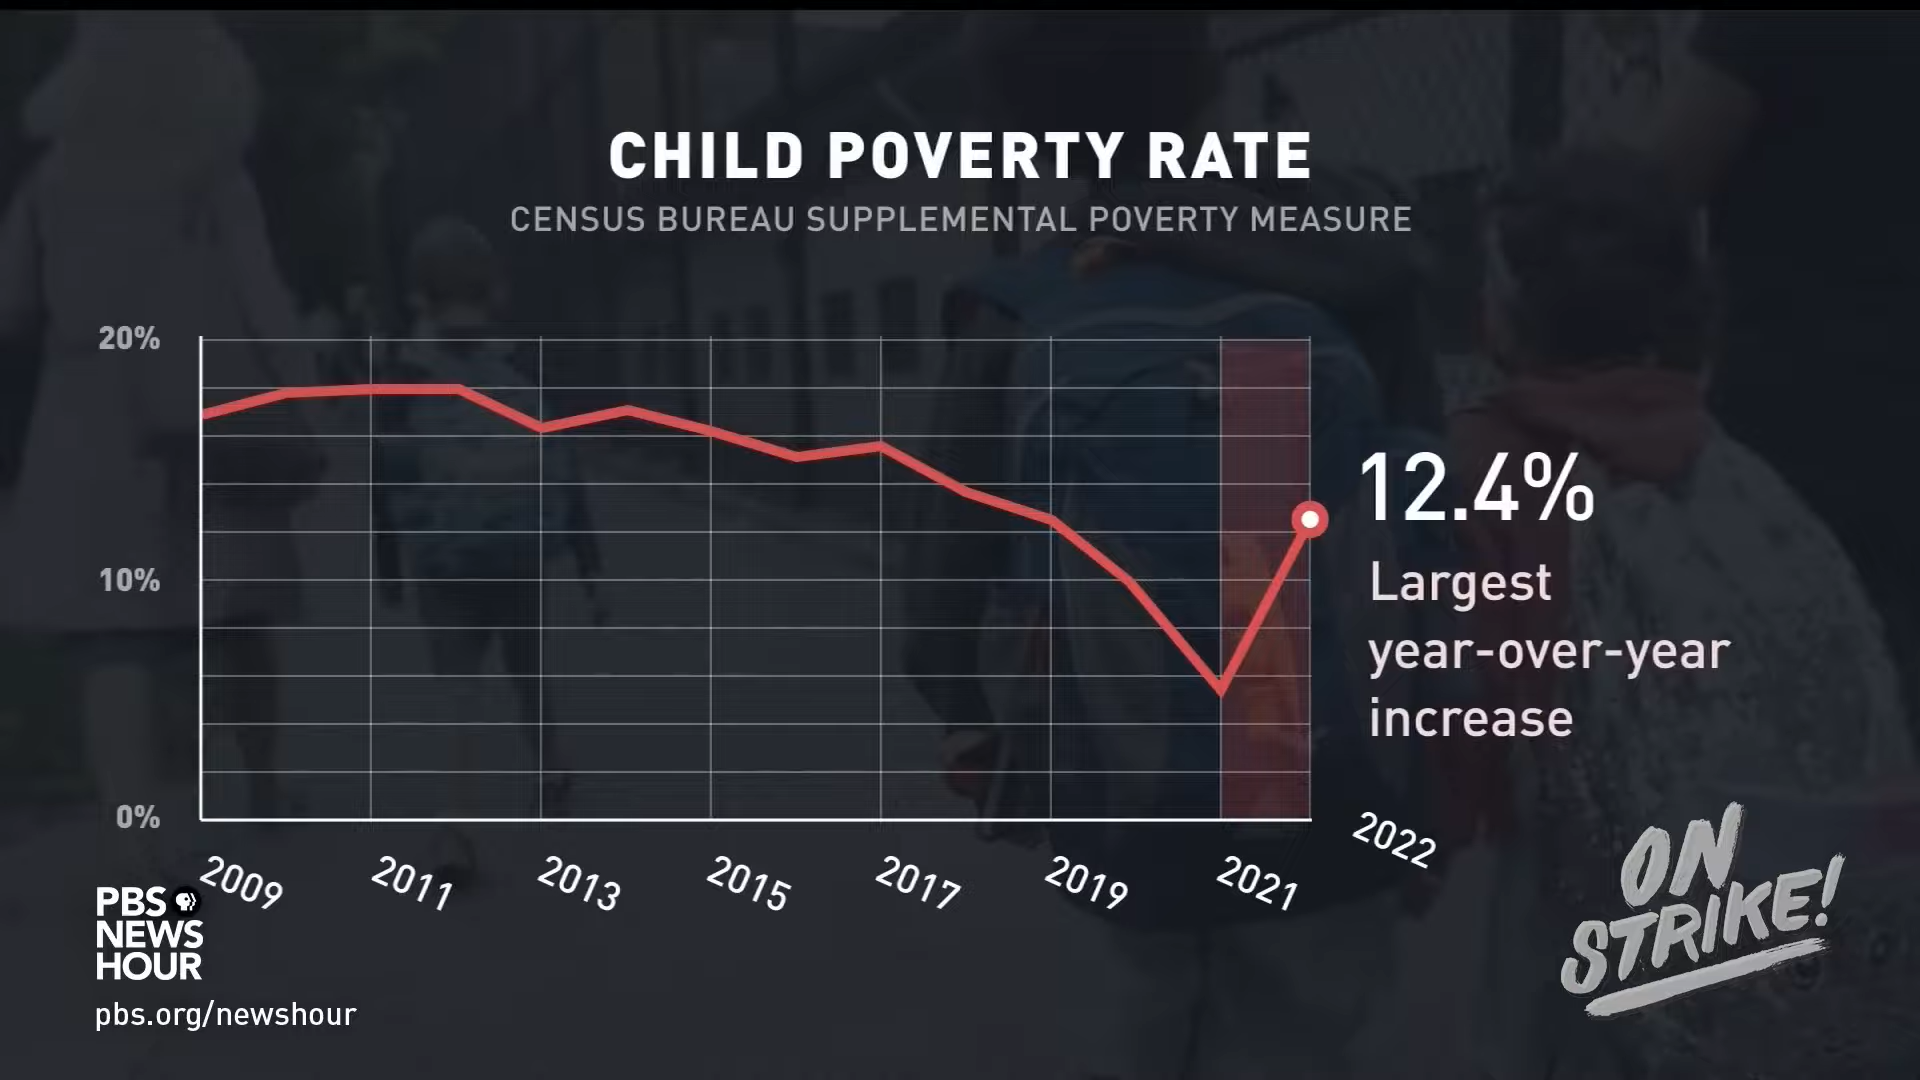 CHILD POVERTY RATE
CENSUS BUREAU SUPPLEMENTAL POVERTY MEASURE
20%
10%
0%
12.4%
Largest
year-over-year
increase
2009
2011
2013
2015
2017
2019
2021
2022
PBS
NEWS
HOUR
pbs.org/newshour
ON
STRIKE!